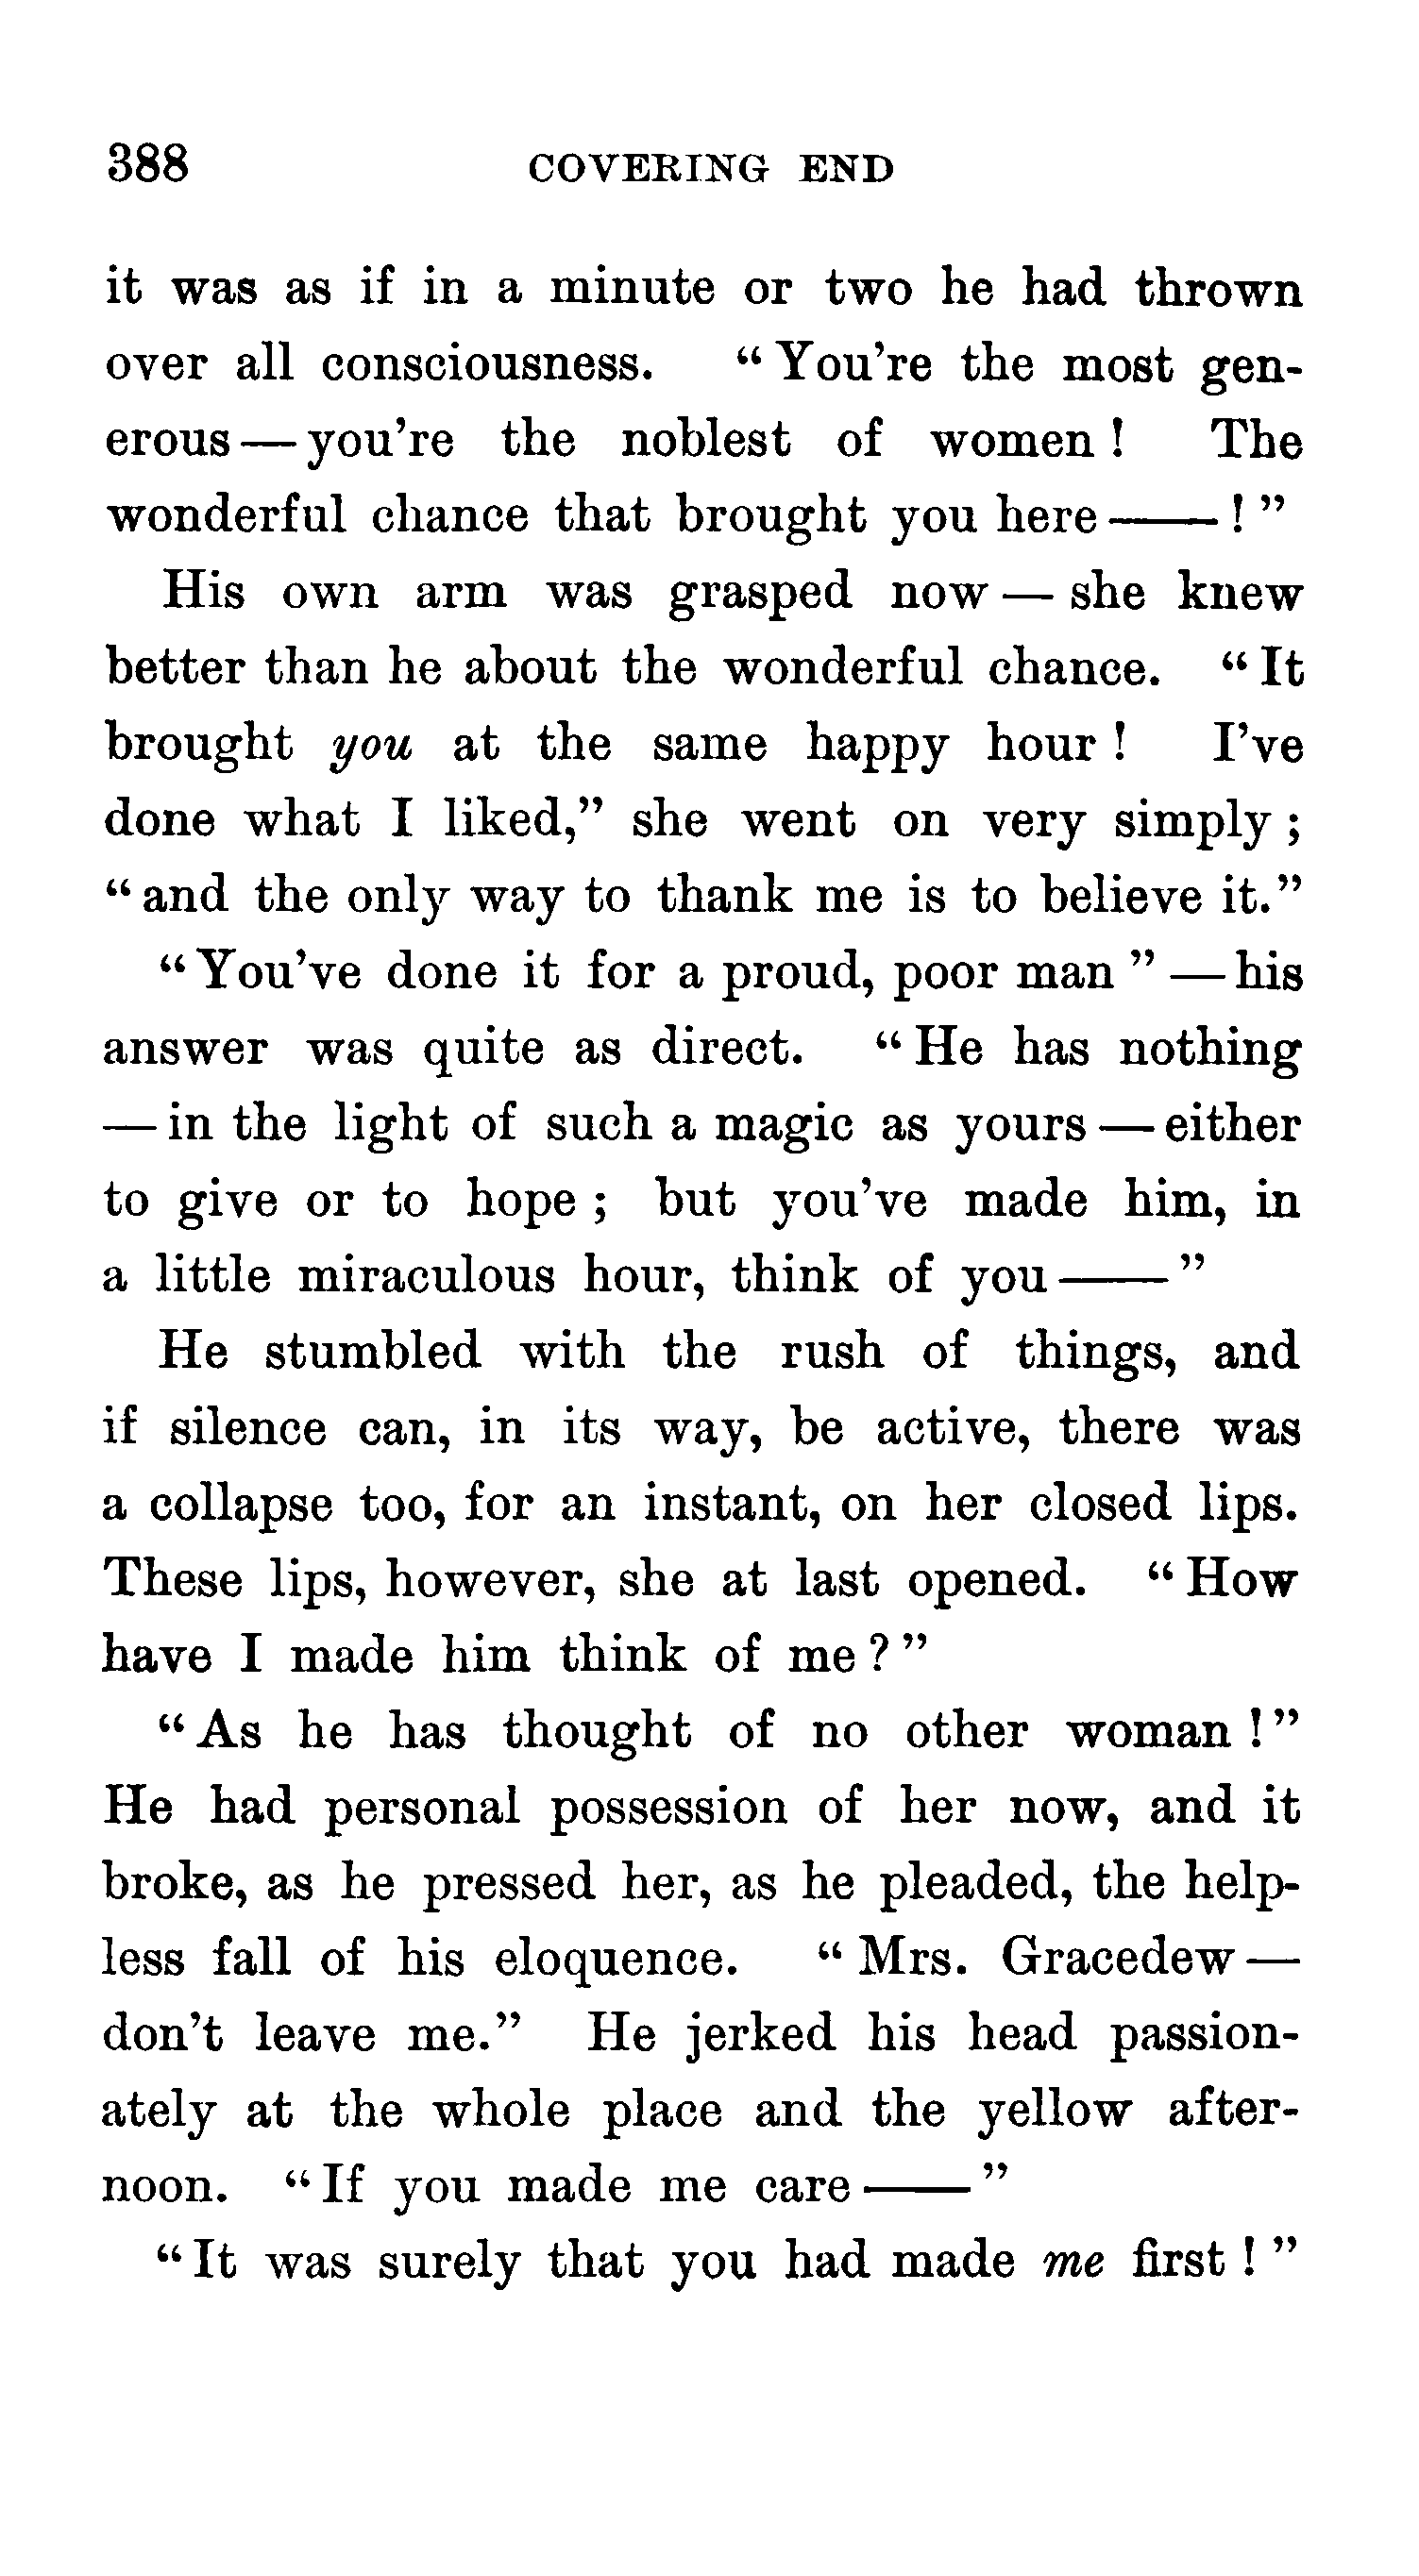 388 COVERING END
it was as if in a minute or two he had thrown
over all consciousness. “You’re the most gen-
erous—you’re the noblest of women! The
wonderful chance that brought you here——!”
His own arm was grasped now—she knew
better than he about the wonderful chance. “It
brought you at the same happy hour! I’ve
done what I liked,” she went on very simply;
“and the only way to thank me is to believe it.”
“You’ve done it for a proud, poor man”—his
answer was quite as direct. “He has nothing
—in the light of such a magic as yours—either
to give or to hope; but you’ve made him, in
a little miraculous hour, think of you——”
He stumbled with the rush of things, and
if silence can, in its way, be active, there was
a collapse too, for an instant, on her closed lips.
These lips, however, she at last opened. “How
have I made him think of me?”
“As he has thought of no other woman!”
He had personal possession of her now, and it
broke, as he pressed her, as he pleaded, the help-
less fall of his eloquence. “Mrs. Gracedew—
don’t leave me.” He jerked his head passion-
ately at the whole place and the yellow after-
noon. “If you made me care——”
“It was surely that you had made me first!”